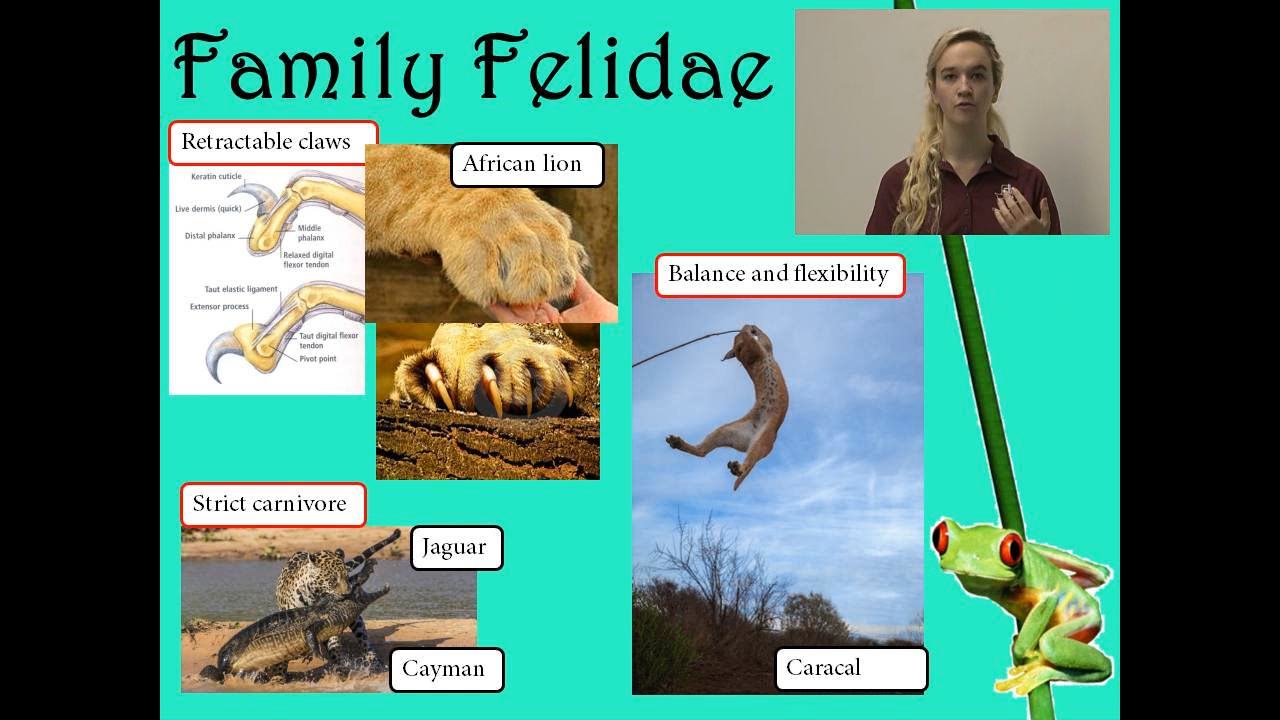 Family Felidae
Retractable claws
African lion
Keratin cuticle
Live dermis (quick)
Distal phalanx
Middle
phalanx
Relaxed digital
flexor tendon
Taut elastic ligament
Extensor process
Taut digital flexor
tendon
Pivot point
Balance and flexibility
Strict carnivore
Jaguar
Cayman
Caracal